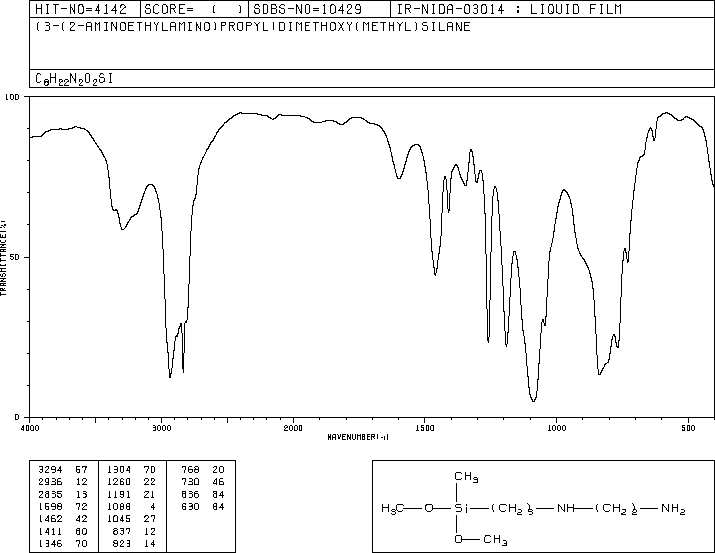 HIT-NO=4142 SCORE= ( ) SDBS-NO=10429 IR-NIDA-03014 : LIQUID FILM
(3-(2-AMINOETHYLAMINO)PROPYL)DIMETHOXY(METHYL)SILANE
C8H22N2O2SI
100
50
0
TRANSMITTANCE(%)
4000 3000 2000 1500 1000 500
WAVENUMBER(-1)
3294 67 1304 70 768 20
2936 12 1260 22 730 46
2835 13 1191 21 666 84
1598 72 1088 4 630 84
1462 42 1045 27
1411 60 837 12
1346 70 823 14
CH3
H3C—O—Si—(CH2)3—NH—(CH2)2—NH2
O—CH3